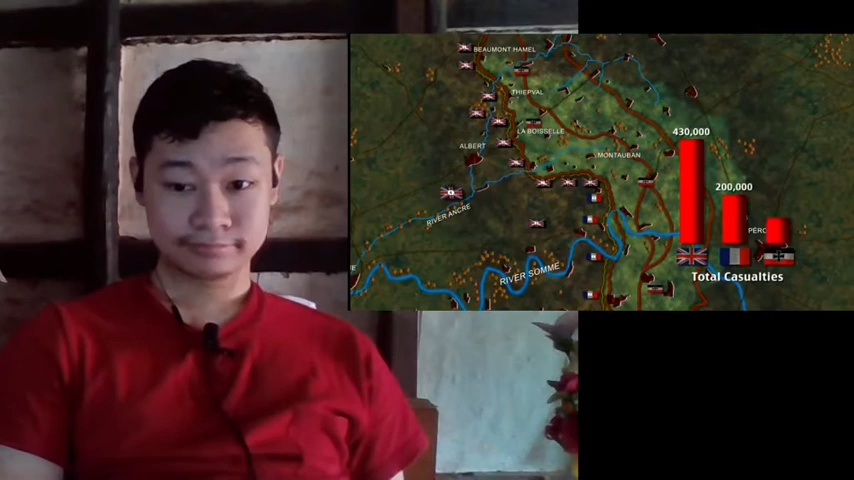 BEAUMONT HAMEL
THIEPVAL
LA BOISSELLE
ALBERT
MONTAUBAN
RIVER ANCRE
RIVER SOMME
430,000
200,000
Total Casualties